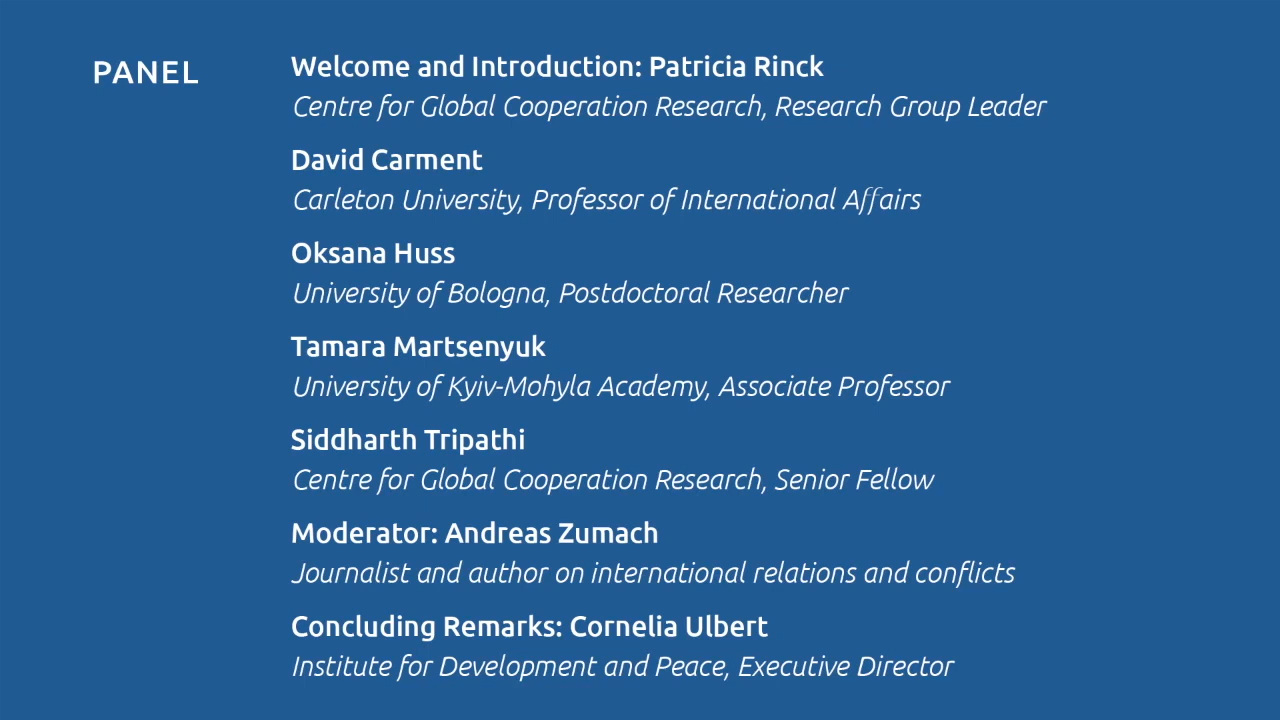 PANEL
Welcome and Introduction: Patricia Rinck
Centre for Global Cooperation Research, Research Group Leader
David Carment
Carleton University, Professor of International Affairs
Oksana Huss
University of Bologna, Postdoctoral Researcher
Tamara Martsenyuk
University of Kyiv-Mohyla Academy, Associate Professor
Siddharth Tripathi
Centre for Global Cooperation Research, Senior Fellow
Moderator: Andreas Zumach
Journalist and author on international relations and conflicts
Concluding Remarks: Cornelia Ulbert
Institute for Development and Peace, Executive Director